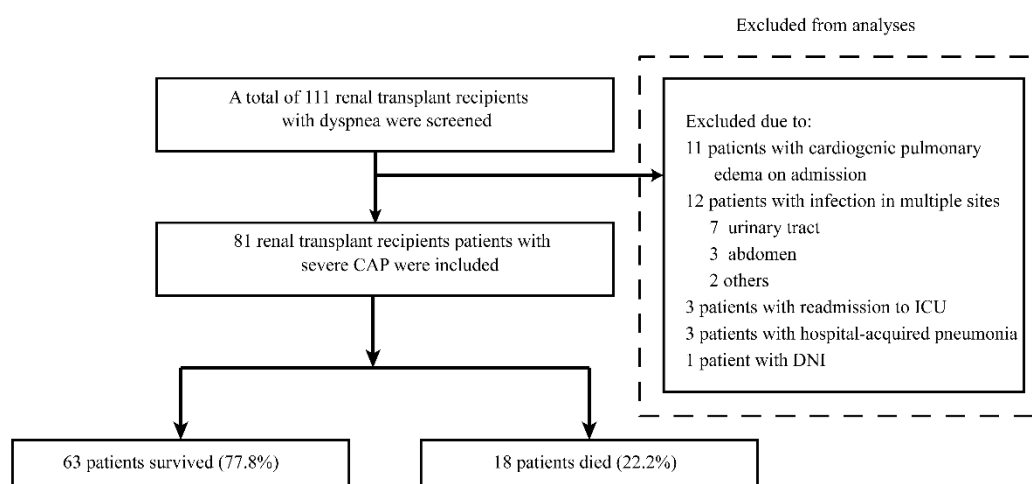 Excluded from analyses
A total of 111 renal transplant recipients
with dyspnea were screened
Excluded due to:
11 patients with cardiogenic pulmonary
edema on admission
12 patients with infection in multiple sites
7 urinary tract
3 abdomen
2 others
3 patients with readmission to ICU
3 patients with hospital-acquired pneumonia
1 patient with DNI
81 renal transplant recipients patients with
severe CAP were included
63 patients survived (77.8%)
18 patients died (22.2%)